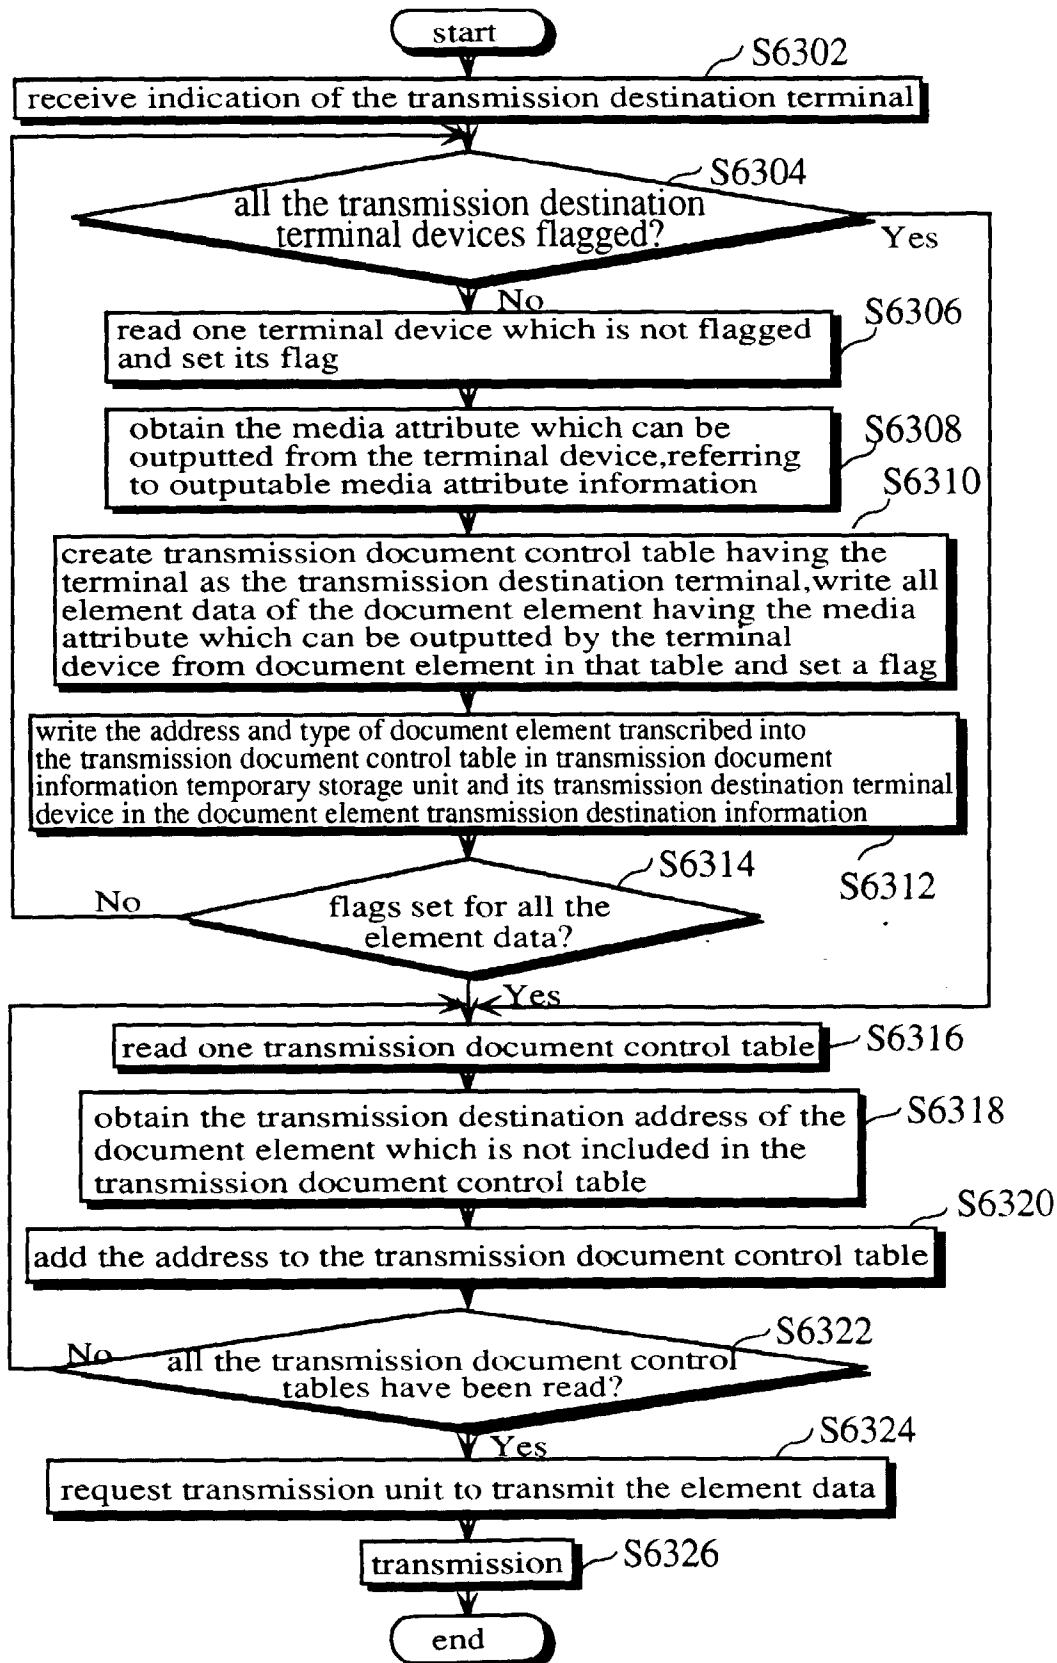 start
S6302
receive indication of the transmission destination terminal
S6304
all the transmission destination
terminal devices flagged?
Yes
No
S6306
read one terminal device which is not flagged
and set its flag
S6308
obtain the media attribute which can be
outputted from the terminal device,referring
to outputable media attribute information
S6310
create transmission document control table having the
terminal as the transmission destination terminal,write all
element data of the document element having the media
attribute which can be outputted by the terminal
device from document element in that table and set a flag
write the address and type of document element transcribed into
the transmission document control table in transmission document
information temporary storage unit and its transmission destination terminal
device in the document element transmission destination information
S6312
S6314
No
flags set for all the
element data?
Yes
read one transmission document control table
S6316
obtain the transmission destination address of the
document element which is not included in the
transmission document control table
S6318
S6320
add the address to the transmission document control table
S6322
No
all the transmission document control
tables have been read?
Yes
S6324
request transmission unit to transmit the element data
transmission
S6326
end